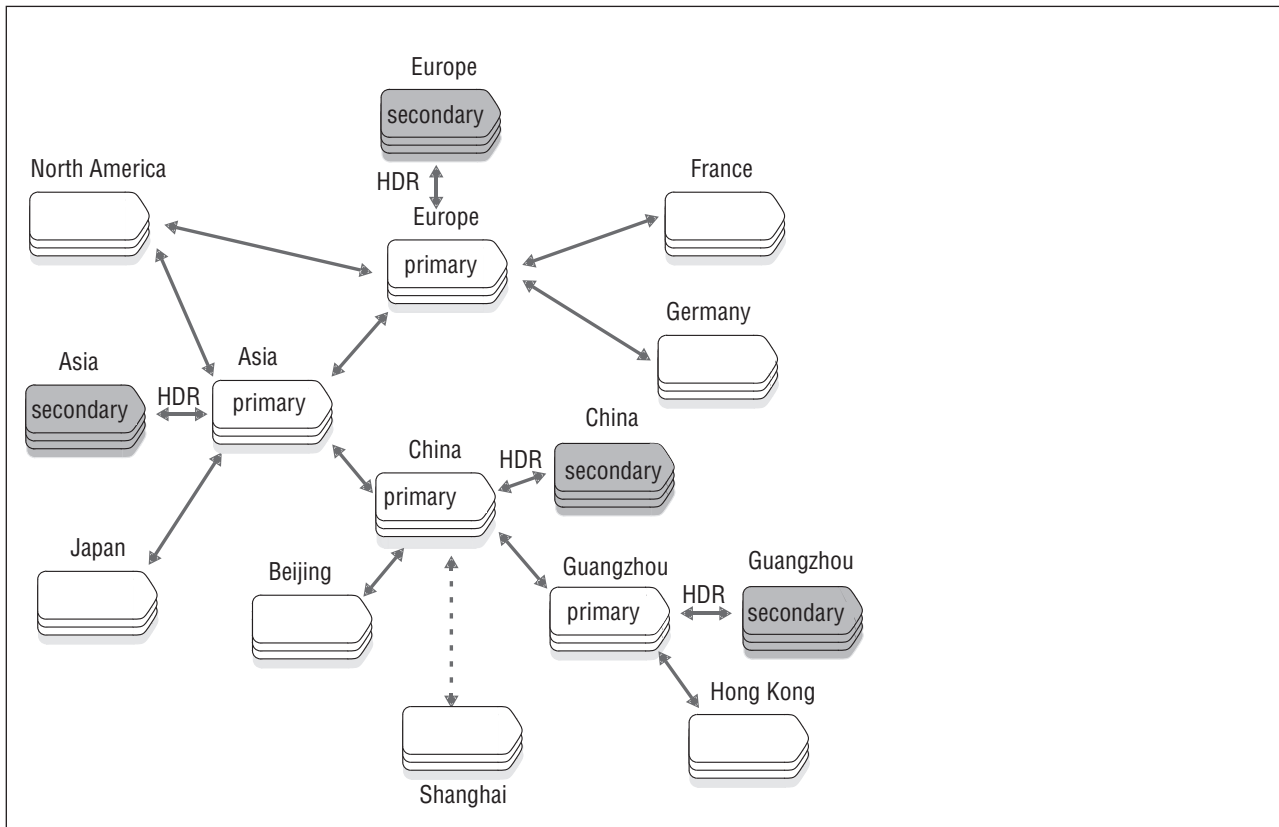 Europe
secondary
North America
HDR
France
Europe
primary
Germany
Asia
Asia
secondary
HDR
primary
China
China
HDR
secondary
primary
Japan
Beijing
Guangzhou
Guangzhou
primary
HDR
secondary
Hong Kong
Shanghai